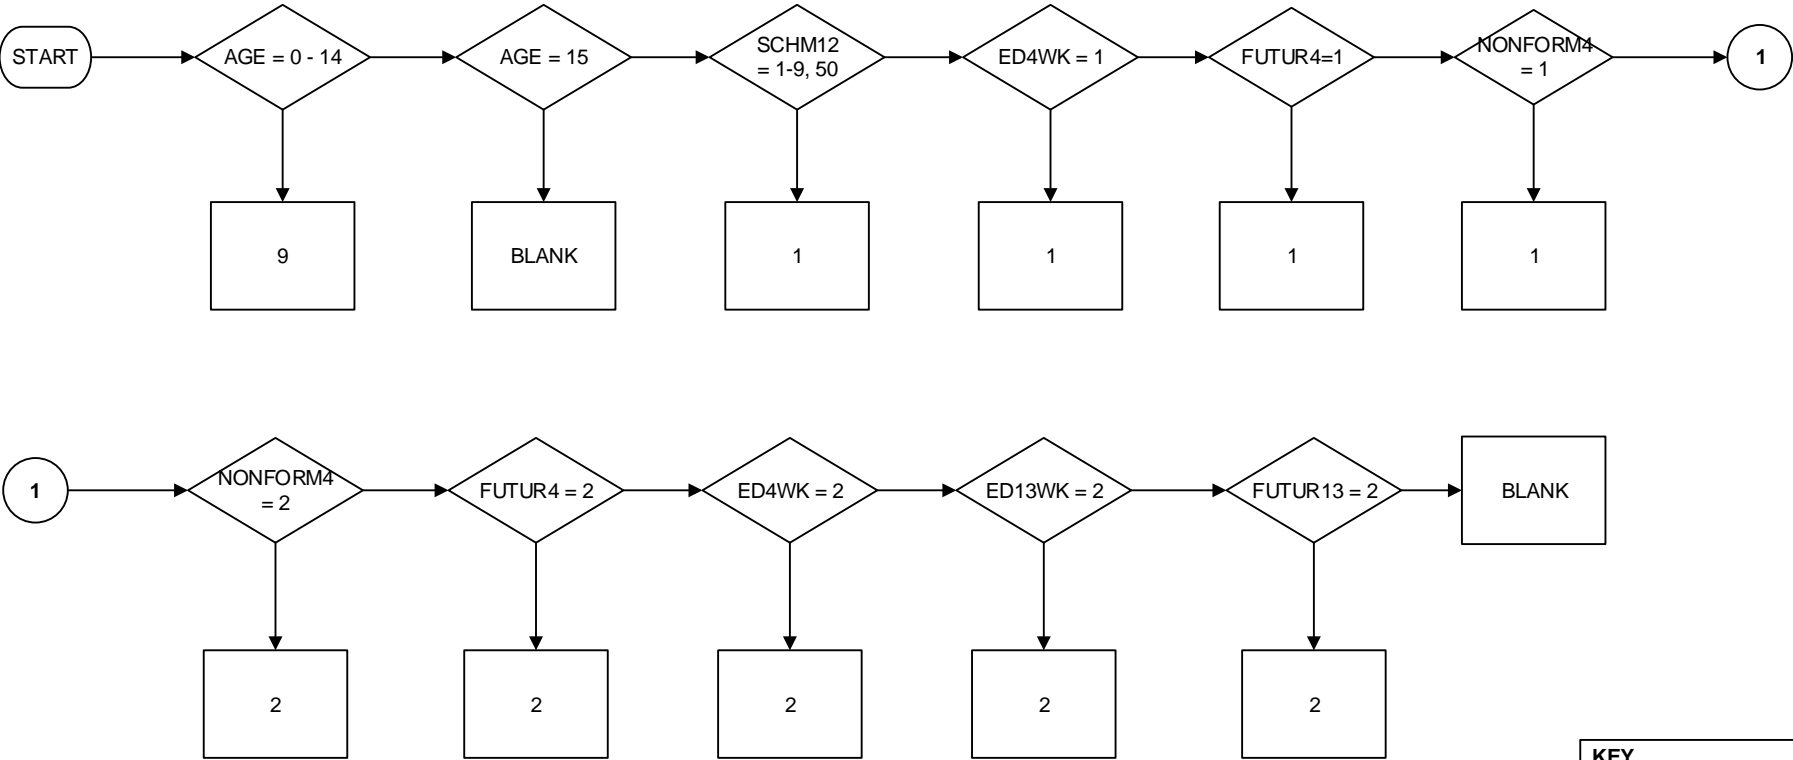 START
AGE = 0 - 14
AGE = 15
SCHM12
= 1-9, 50
ED4WK = 1
FUTUR4=1
NONFORM4
= 1
1
9
BLANK
1
1
1
1
1
NONFORM4
= 2
FUTUR4 = 2
ED4WK = 2
ED13WK = 2
FUTUR13 = 2
BLANK
2
2
2
2
2
KEY